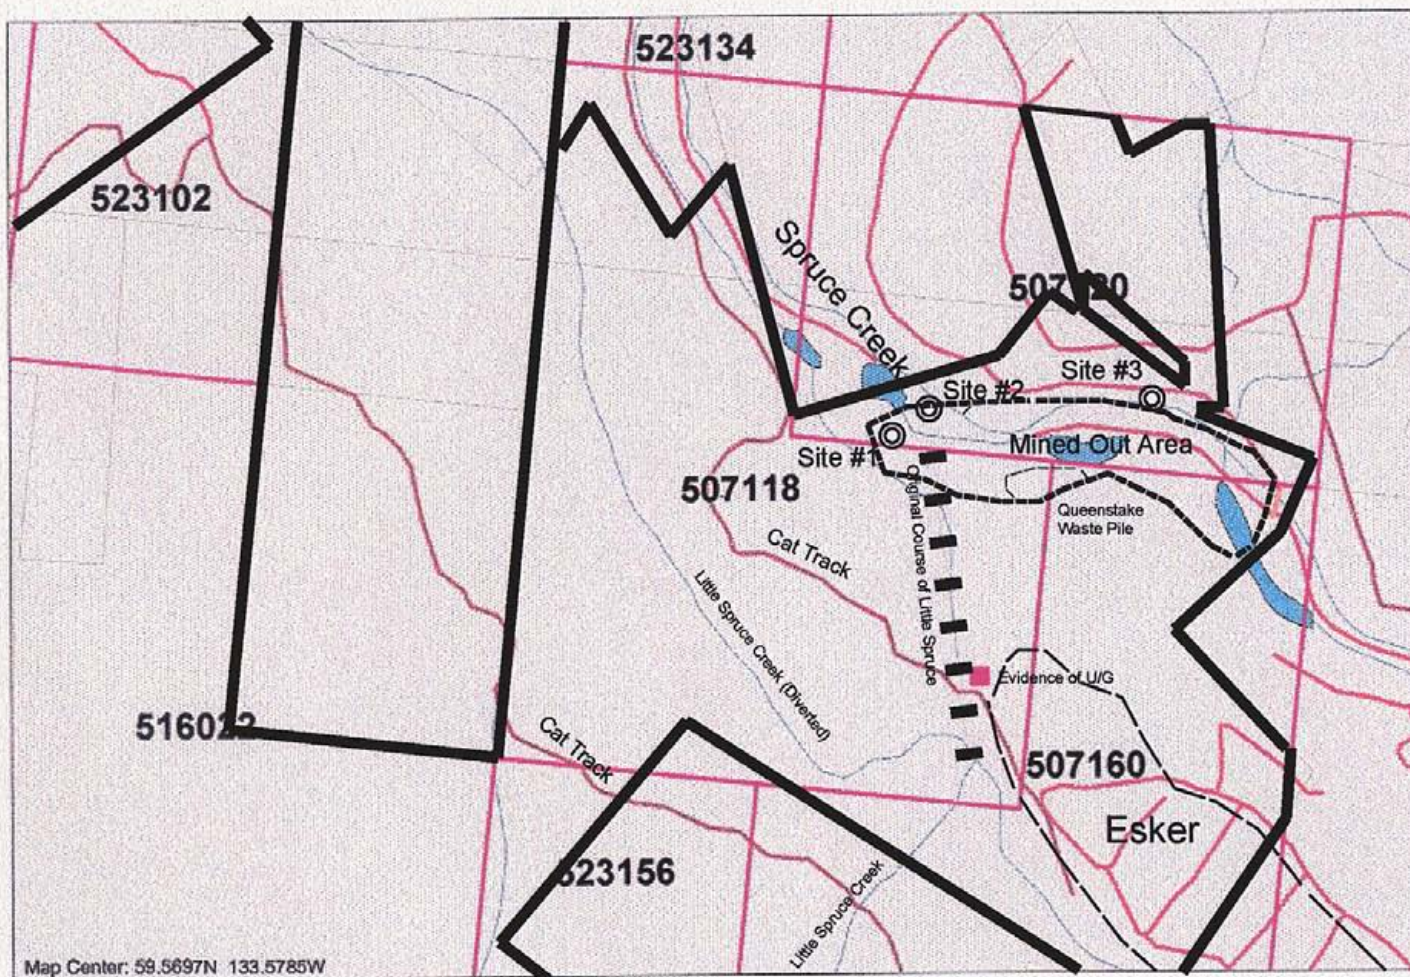 523134
523102
Spruce Creek
Site #3
Site #2
Mined Out Area
Site #1
507118
Original Course of Little Spruce
Queenstake
Waste Pile
Cat Track
Little Spruce Creek (Diverted)
Evidence of U/G
Cat Track
507160
Esker
523156
Little Spruce Creek
Map Center: 59.5697N 133.5785W